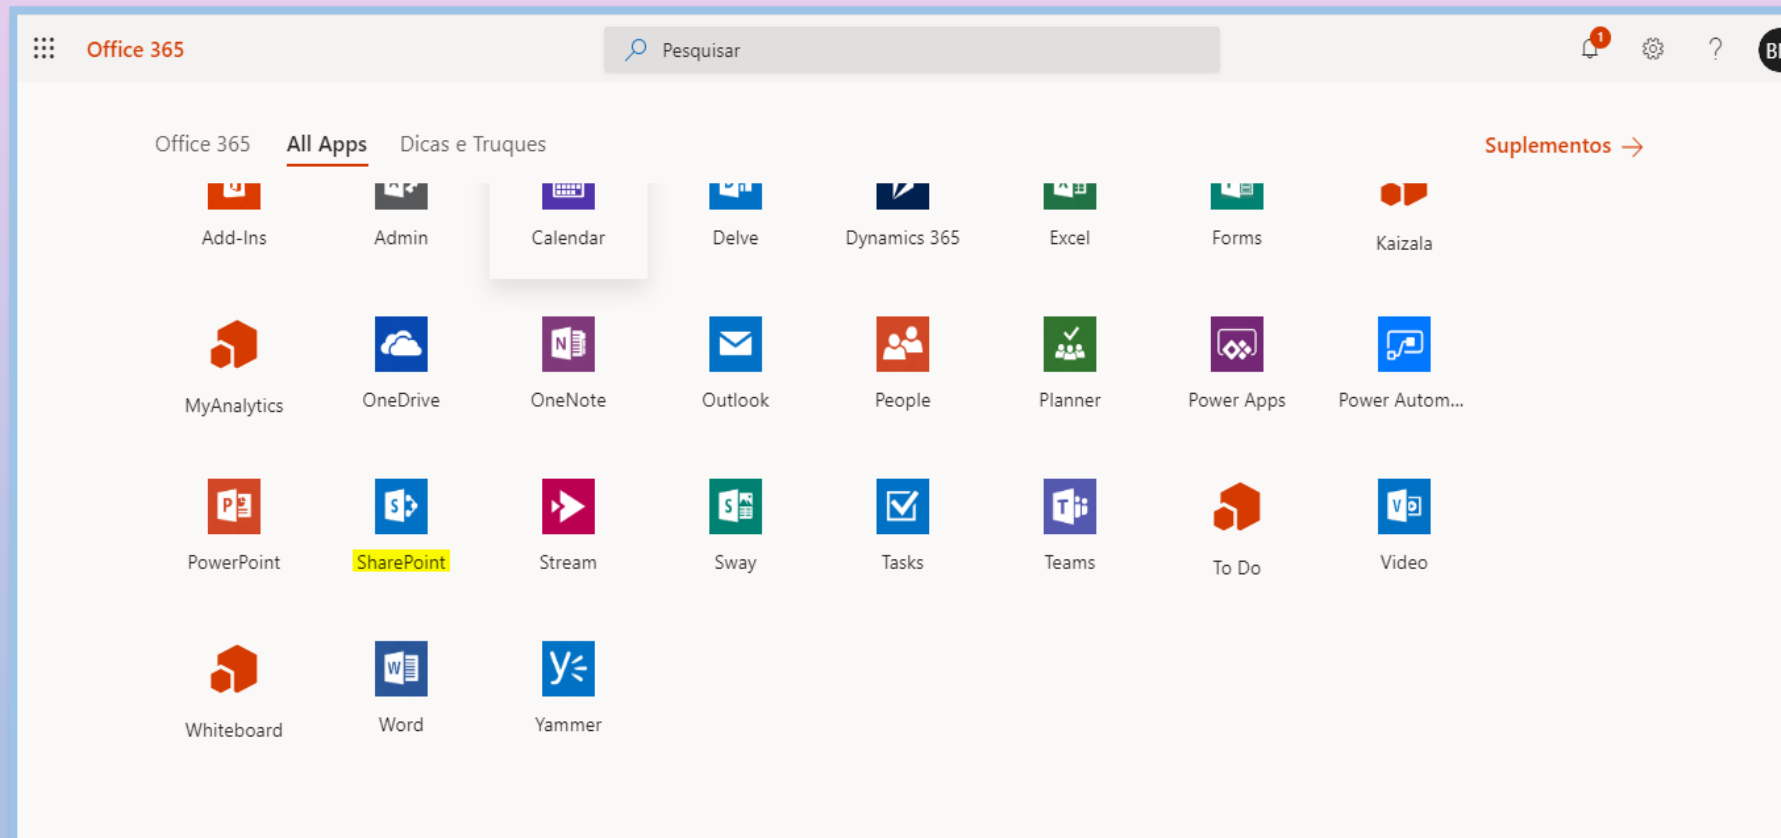 Office 365
Pesquisar
1
Office 365
All Apps
Dicas e Truques
Suplementos
Add-Ins
Admin
Calendar
Delve
Dynamics 365
Excel
Forms
Kaizala
MyAnalytics
OneDrive
OneNote
Outlook
People
Planner
Power Apps
Power Autom...
PowerPoint
SharePoint
Stream
Sway
Tasks
Teams
To Do
Video
Whiteboard
Word
Yammer